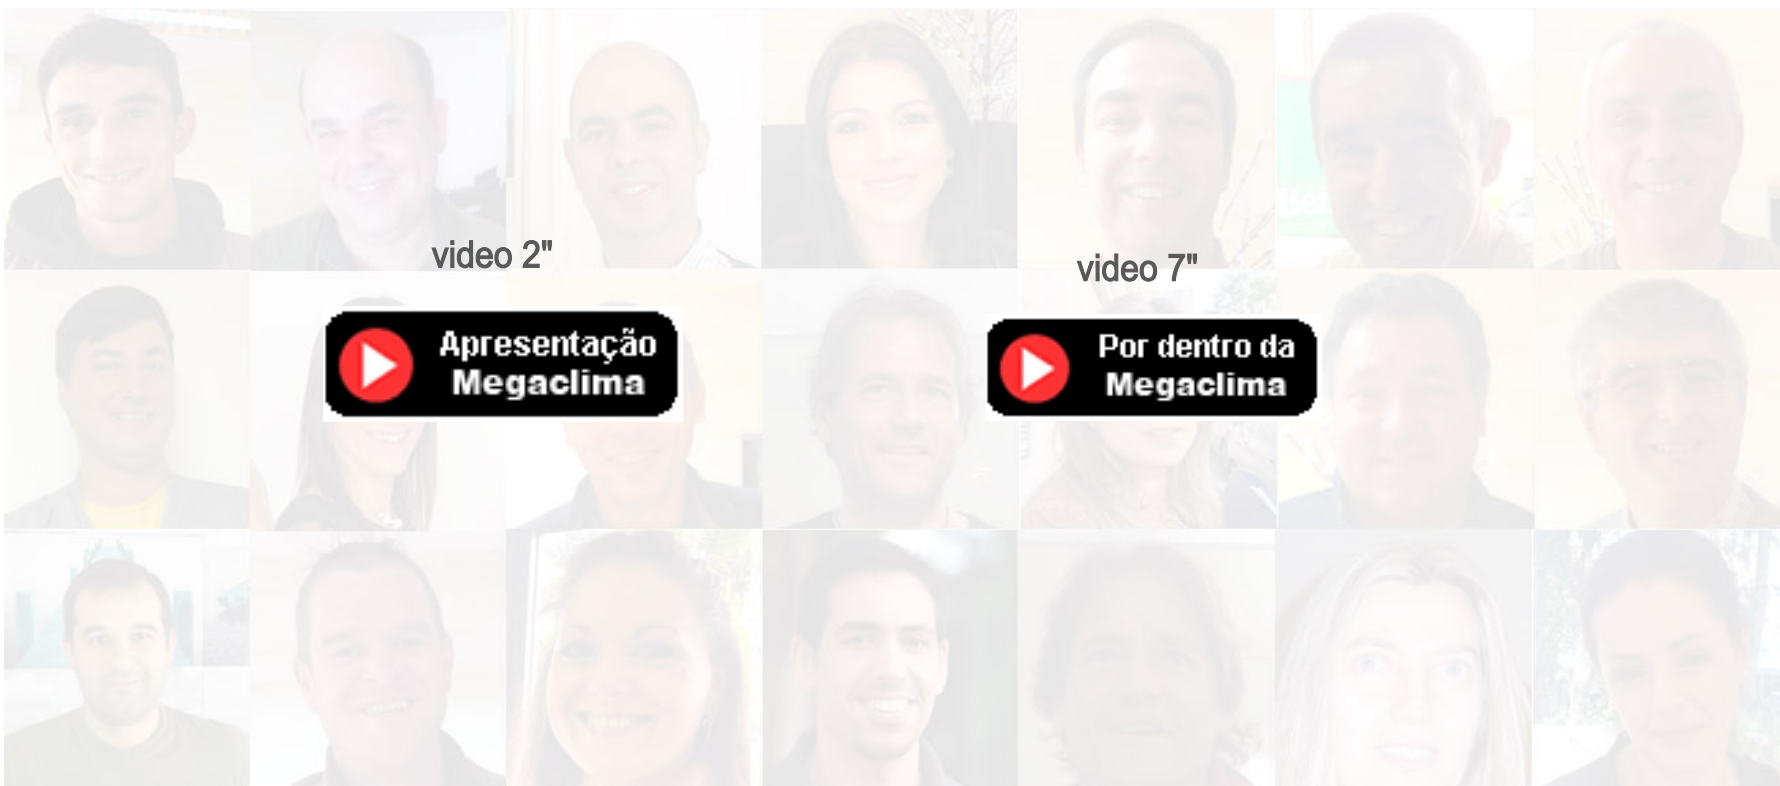 video 2"
video 7"
Apresentação
Megaclima
Por dentro da
Megaclima